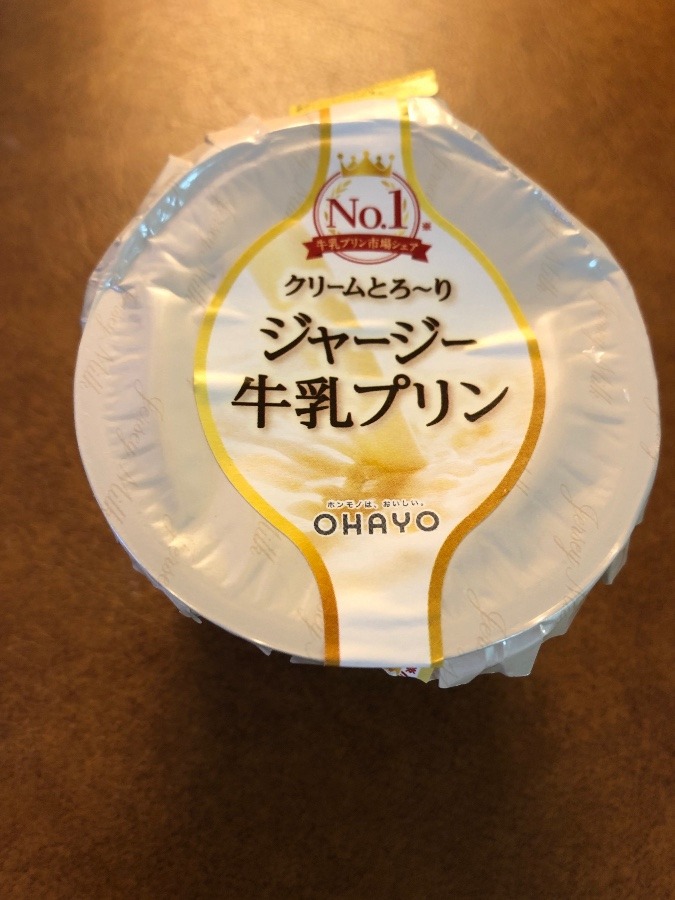 No.1※
牛乳プリン市場シェア
クリームとろ〜り
ジャージー
牛乳プリン
ホンモノは、おいしい。
OHAYO
Jersey Milk